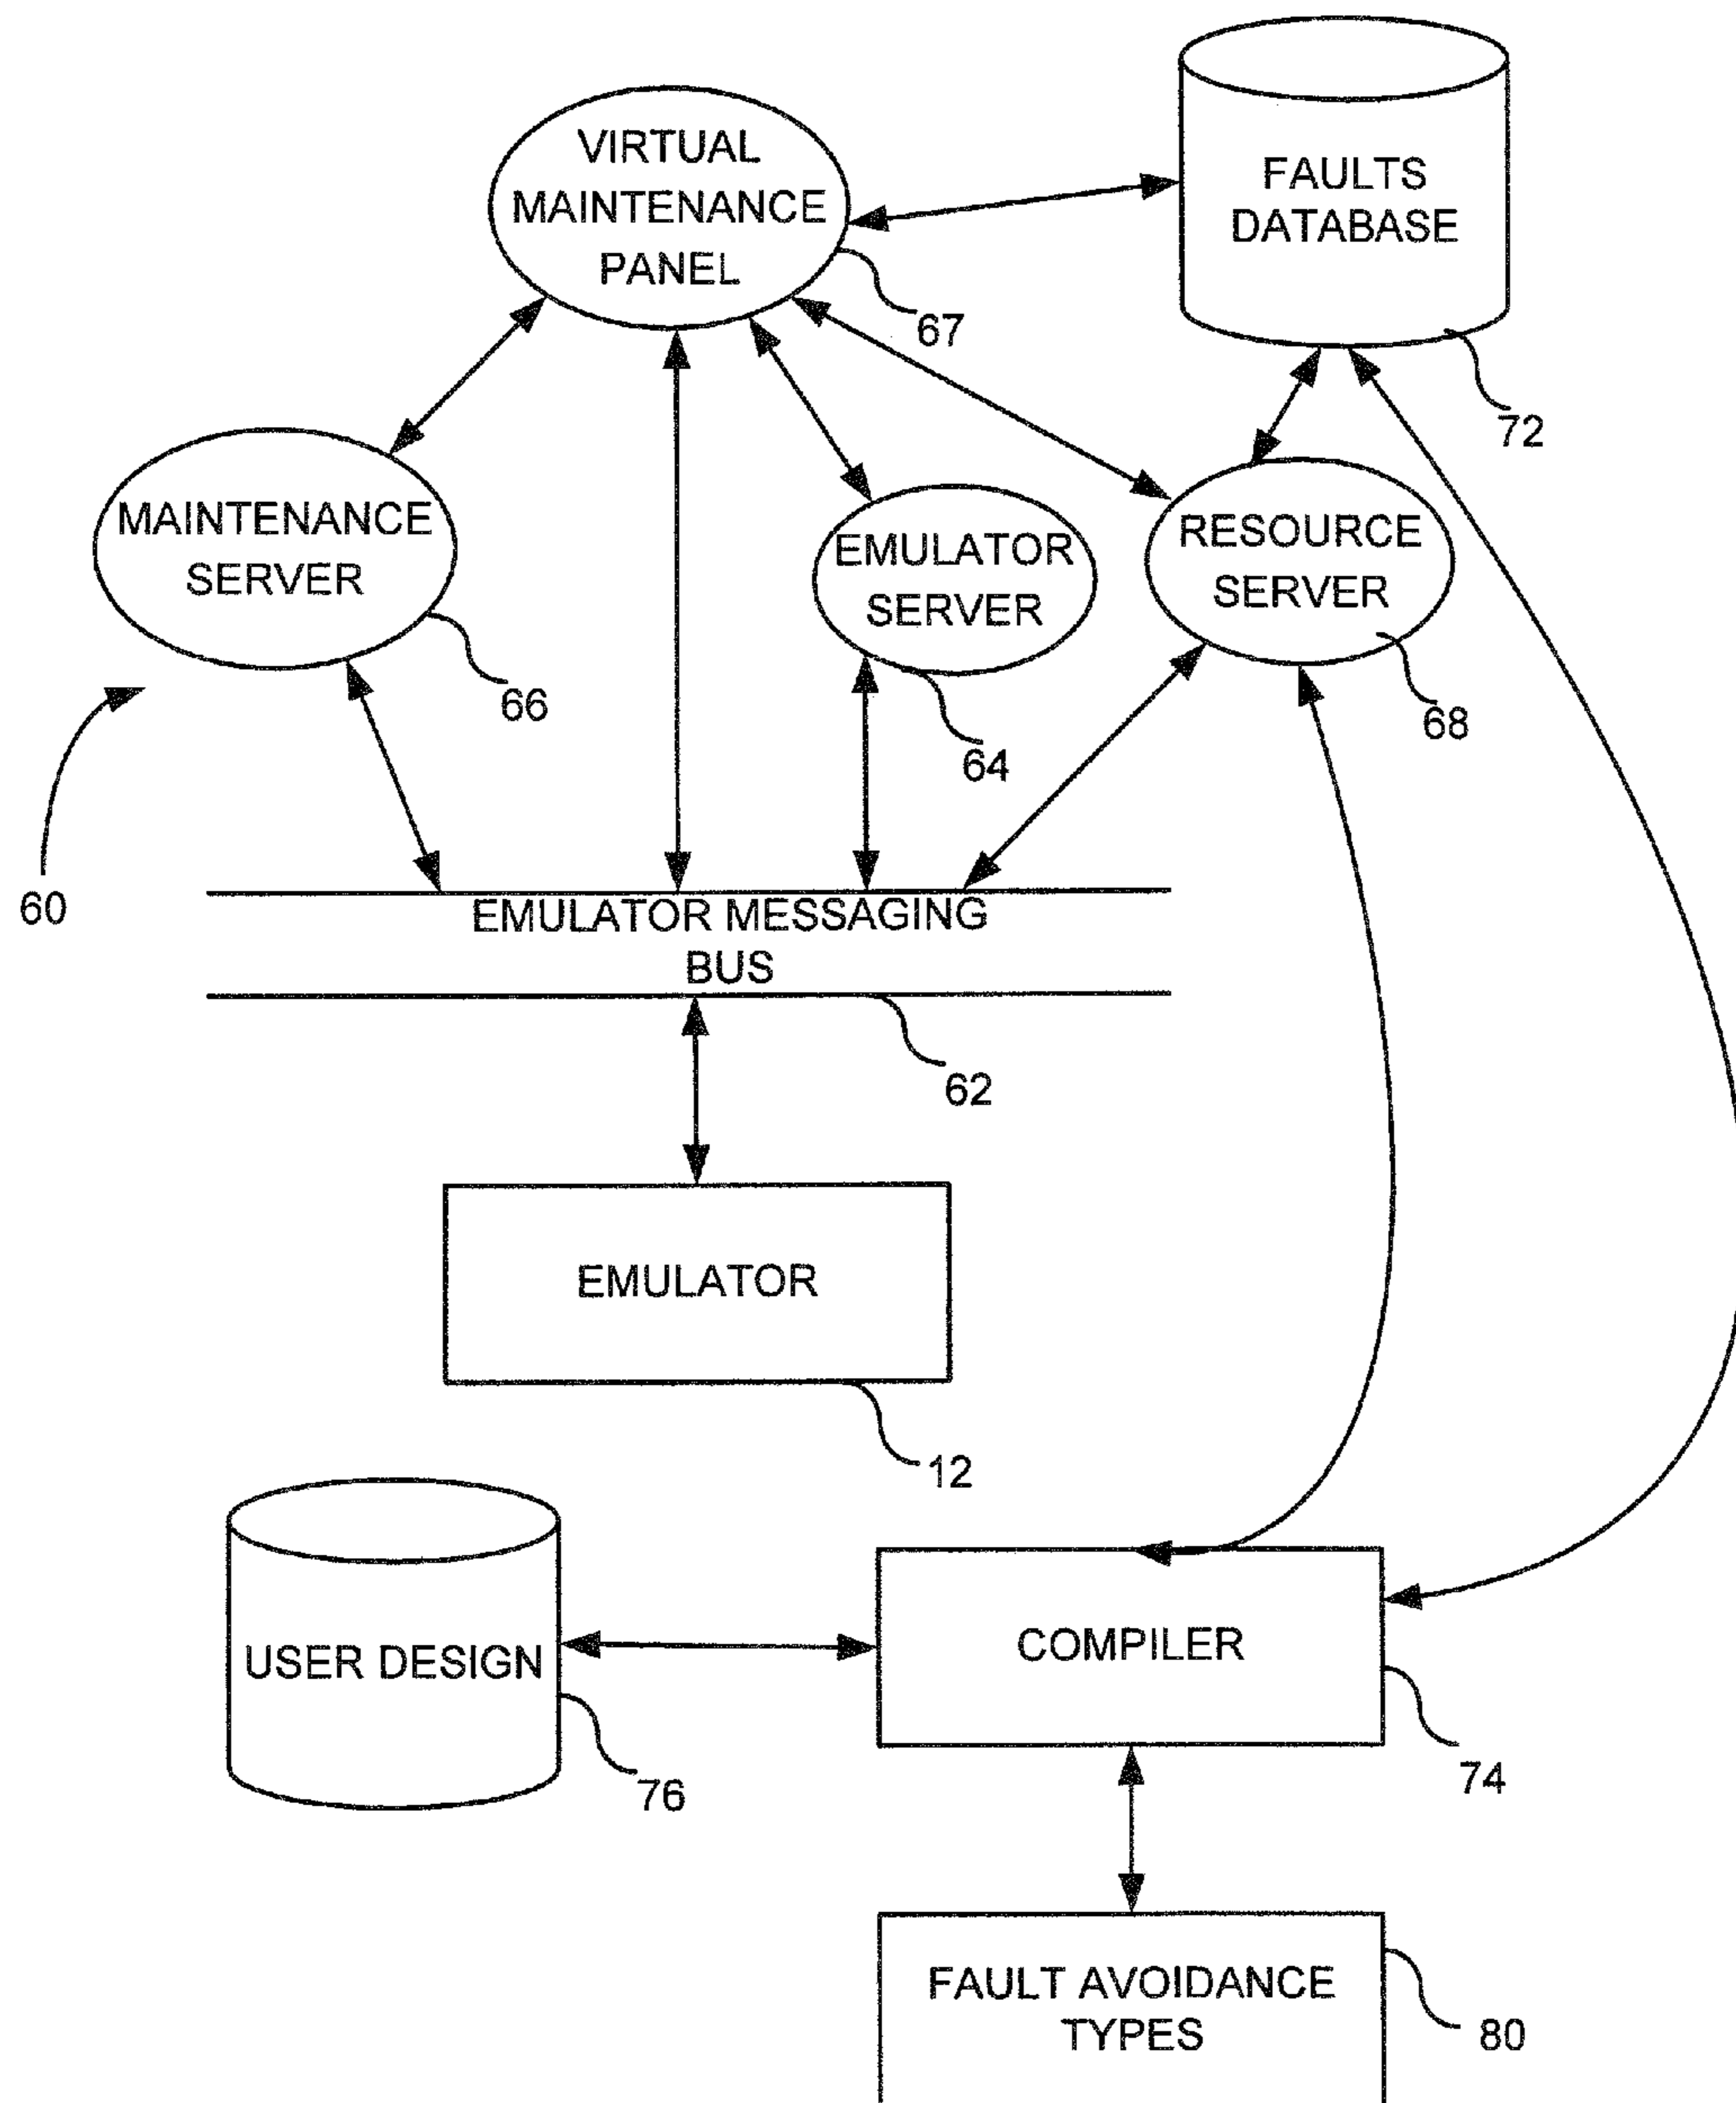 VIRTUAL
MAINTENANCE
PANEL
67
FAULTS
DATABASE
72
MAINTENANCE
SERVER
66
EMULATOR
SERVER
64
RESOURCE
SERVER
68
60
EMULATOR MESSAGING
BUS
62
EMULATOR
12
USER DESIGN
76
COMPILER
74
FAULT AVOIDANCE
TYPES
80